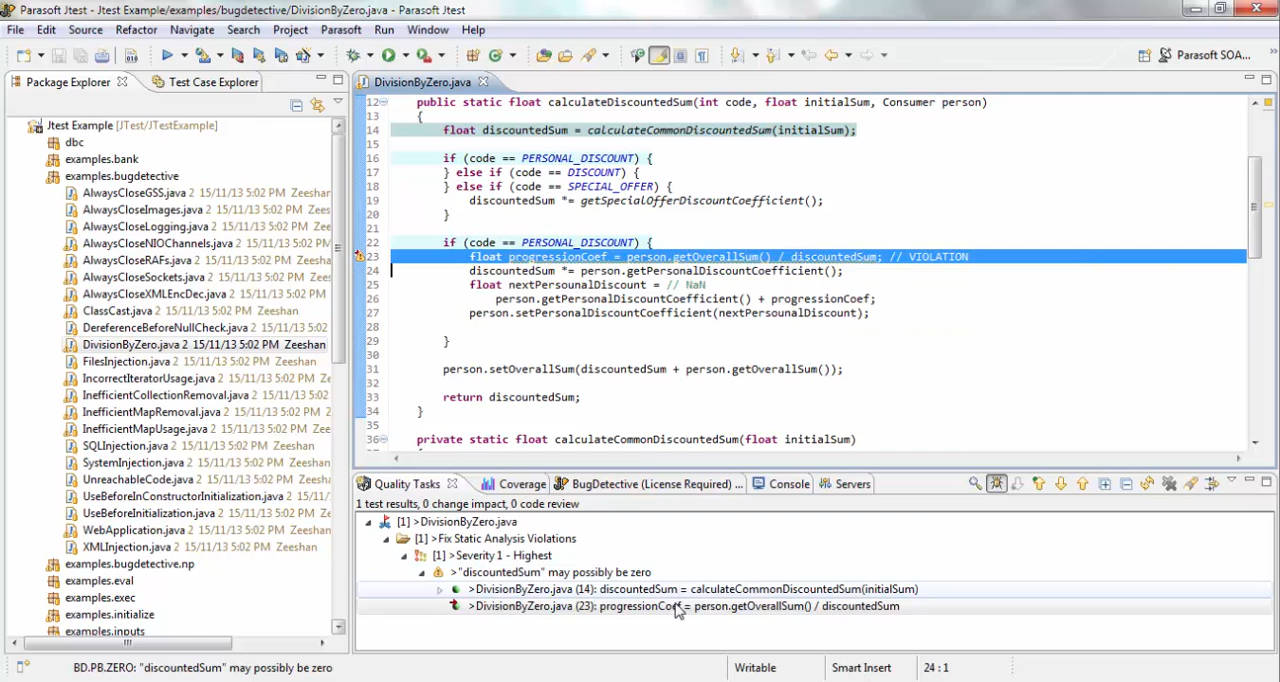 Parasoft Jtest - Jtest Example/examples/bugdetective/DivisionByZero.java - Parasoft Jtest
File Edit Source Refactor Navigate Search Project Parasoft Run Window Help
Parasoft SOA...
Package Explorer Test Case Explorer
Jtest Example [JTest/JTestExample]
dbc
examples.bank
examples.bugdetective
AlwaysCloseGSS.java 2 15/11/13 5:02 PM Zeeshan
AlwaysCloseImages.java 2 15/11/13 5:02 PM Zees
AlwaysCloseLogging.java 2 15/11/13 5:02 PM Zee
AlwaysCloseNIOChannels.java 2 15/11/13 5:02 PM
AlwaysCloseRAFs.java 2 15/11/13 5:02 PM Zeesha
AlwaysCloseSockets.java 2 15/11/13 5:02 PM Zees
AlwaysCloseXMLEncDec.java 2 15/11/13 5:02 PM
ClassCast.java 2 15/11/13 5:02 PM Zeeshan
DereferenceBeforeNullCheck.java 2 15/11/13 5:02
DivisionByZero.java 2 15/11/13 5:02 PM Zeeshan
FilesInjection.java 2 15/11/13 5:02 PM Zeeshan
IncorrectIteratorUsage.java 2 15/11/13 5:02 PM Ze
InefficientCollectionRemoval.java 2 15/11/13 5:02
InefficientMapRemoval.java 2 15/11/13 5:02 PM Z
InefficientMapUsage.java 2 15/11/13 5:02 PM Zee
SQLInjection.java 2 15/11/13 5:02 PM Zeeshan
SystemInjection.java 2 15/11/13 5:02 PM Zeeshan
UnreachableCode.java 2 15/11/13 5:02 PM Zeesha
UseBeforeInConstructorInitialization.java 2 15/11
UseBeforeInitialization.java 2 15/11/13 5:02 PM Z
WebApplication.java 2 15/11/13 5:02 PM Zeeshan
XMLInjection.java 2 15/11/13 5:02 PM Zeeshan
examples.bugdetective.np
examples.eval
examples.exec
examples.initialize
examples.inputs
DivisionByZero.java
12 public static float calculateDiscountedSum(int code, float initialSum, Consumer person)
13 {
14 float discountedSum = calculateCommonDiscountedSum(initialSum);
15
16 if (code == PERSONAL_DISCOUNT) {
17 } else if (code == DISCOUNT) {
18 } else if (code == SPECIAL_OFFER) {
19 discountedSum *= getSpecialOfferDiscountCoefficient();
20 }
21
22 if (code == PERSONAL_DISCOUNT) {
23 float progressionCoef = person.getOverallSum() / discountedSum; // VIOLATION
24 discountedSum *= person.getPersonalDiscountCoefficient();
25 float nextPersounalDiscount = // NaN
26 person.getPersonalDiscountCoefficient() + progressionCoef;
27 person.setPersonalDiscountCoefficient(nextPersounalDiscount);
28
29 }
30
31 person.setOverallSum(discountedSum + person.getOverallSum());
32
33 return discountedSum;
34 }
35
36 private static float calculateCommonDiscountedSum(float initialSum)
Quality Tasks Coverage BugDetective (License Required) ... Console Servers
1 test results, 0 change impact, 0 code review
[1] >DivisionByZero.java
[1] >Fix Static Analysis Violations
[1] >Severity 1 - Highest
>"discountedSum" may possibly be zero
>DivisionByZero.java (14): discountedSum = calculateCommonDiscountedSum(initialSum)
>DivisionByZero.java (23): progressionCoef = person.getOverallSum() / discountedSum
BD.PB.ZERO: "discountedSum" may possibly be zero Writable Smart Insert 24 : 1